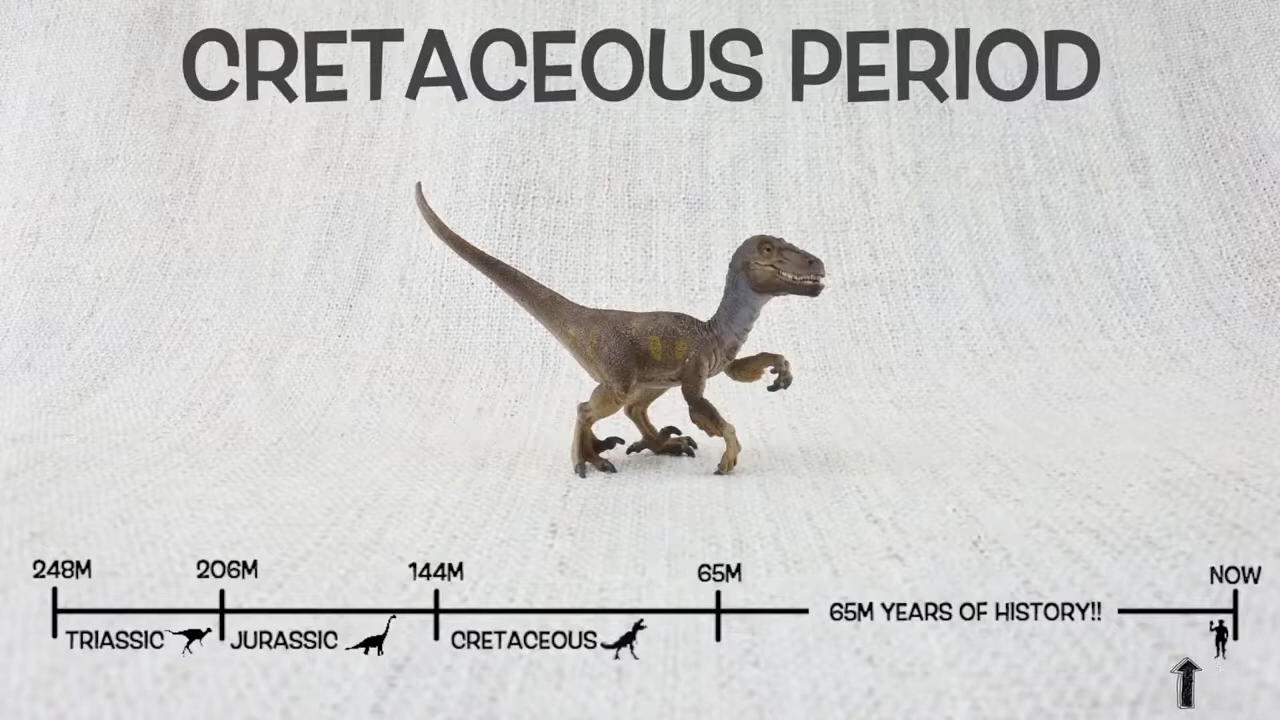 CRETACEOUS PERIOD
248M 206M 144M 65M NOW
65M YEARS OF HISTORY!!
TRIASSIC JURASSIC CRETACEOUS